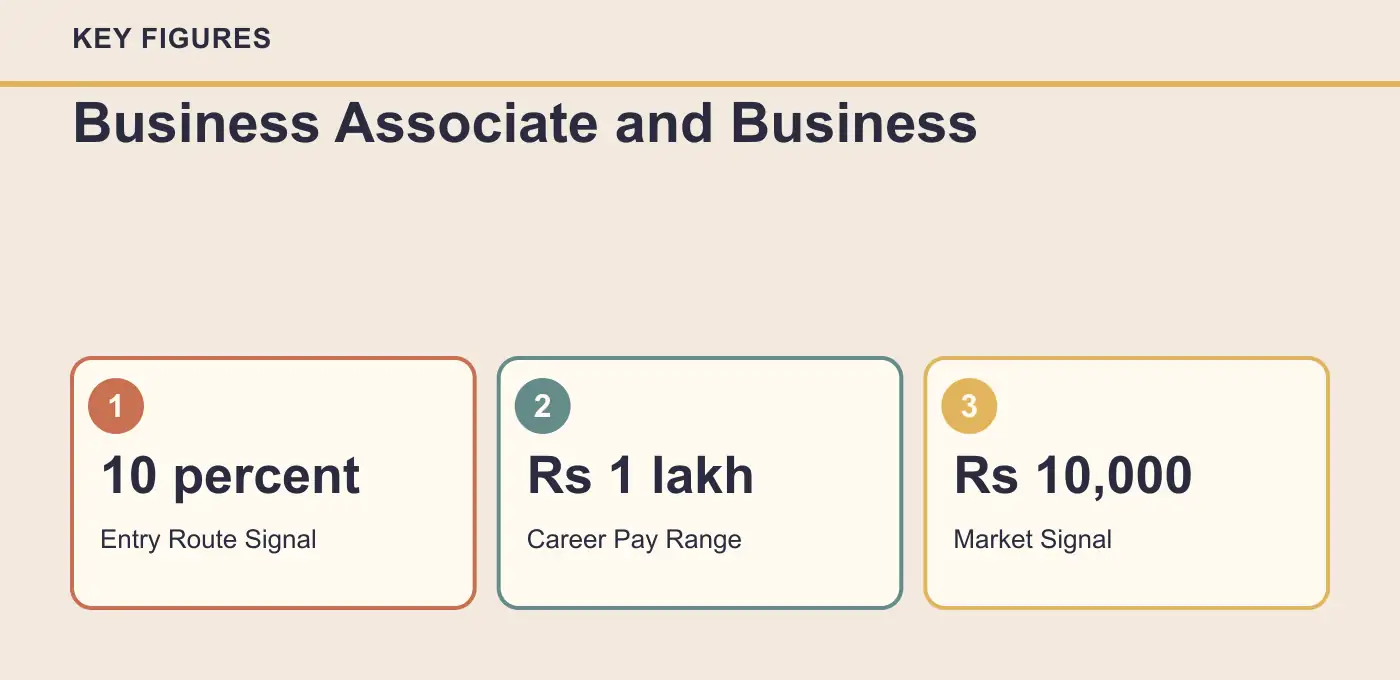 KEY FIGURES
Business Associate and Business
1
10 percent
Entry Route Signal
2
Rs 1 lakh
Career Pay Range
3
Rs 10,000
Market Signal